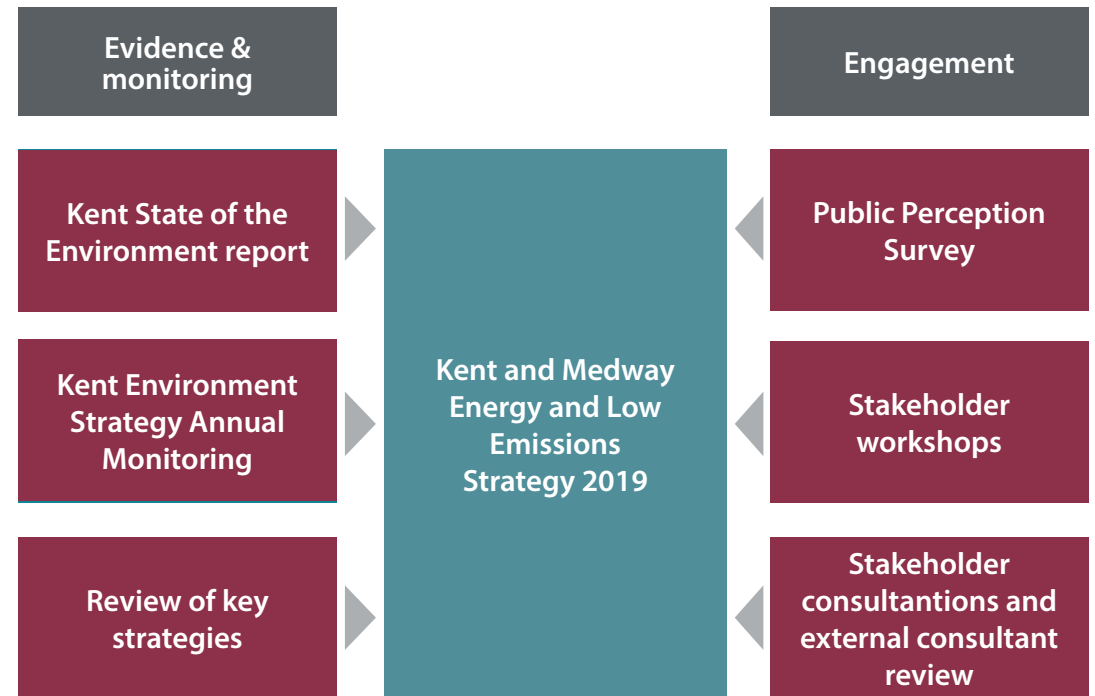 Evidence &
monitoring
Engagement
Kent State of the
Environment report
Kent Environment
Strategy Annual
Monitoring
Review of key
strategies
Kent and Medway
Energy and Low
Emissions
Strategy 2019
Public Perception
Survey
Stakeholder
workshops
Stakeholder
consultantions and
external consultant
review